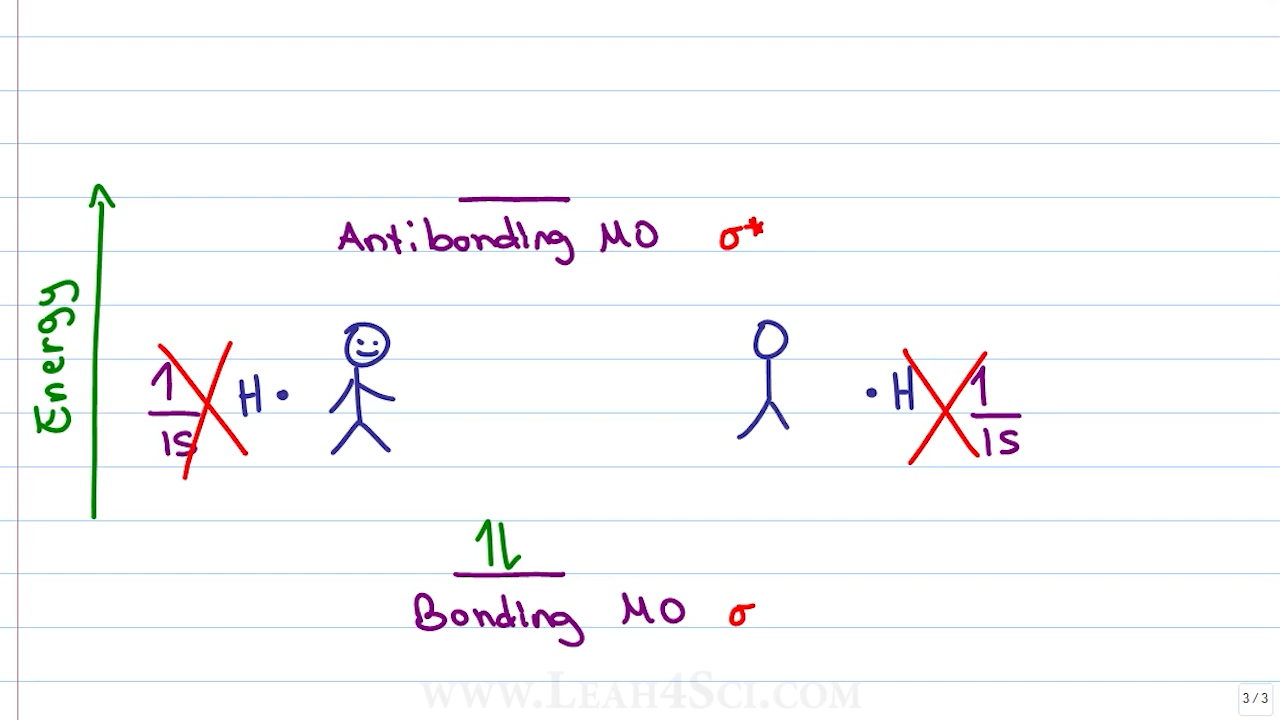 Antibonding MO σ*
Energy
1 H • • H 1
1s 1s
1⇂
Bonding MO σ
www.Leah4Sci.com
3 / 3